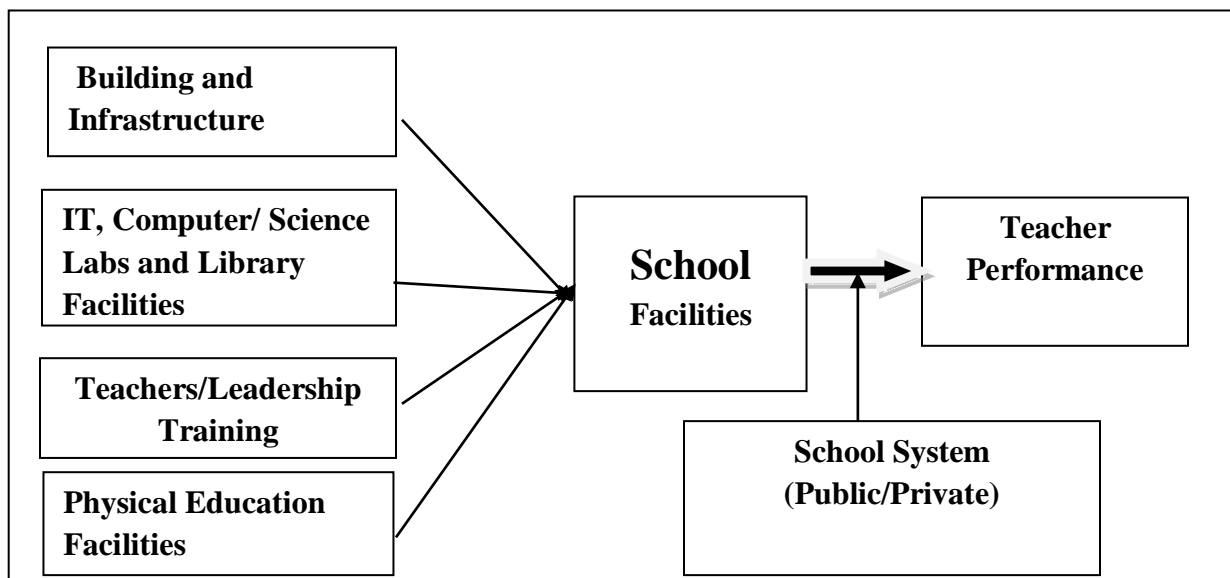 Building and
Infrastructure
IT, Computer/ Science
Labs and Library
Facilities
Teachers/Leadership
Training
Physical Education
Facilities
School
Facilities
Teacher
Performance
School System
(Public/Private)